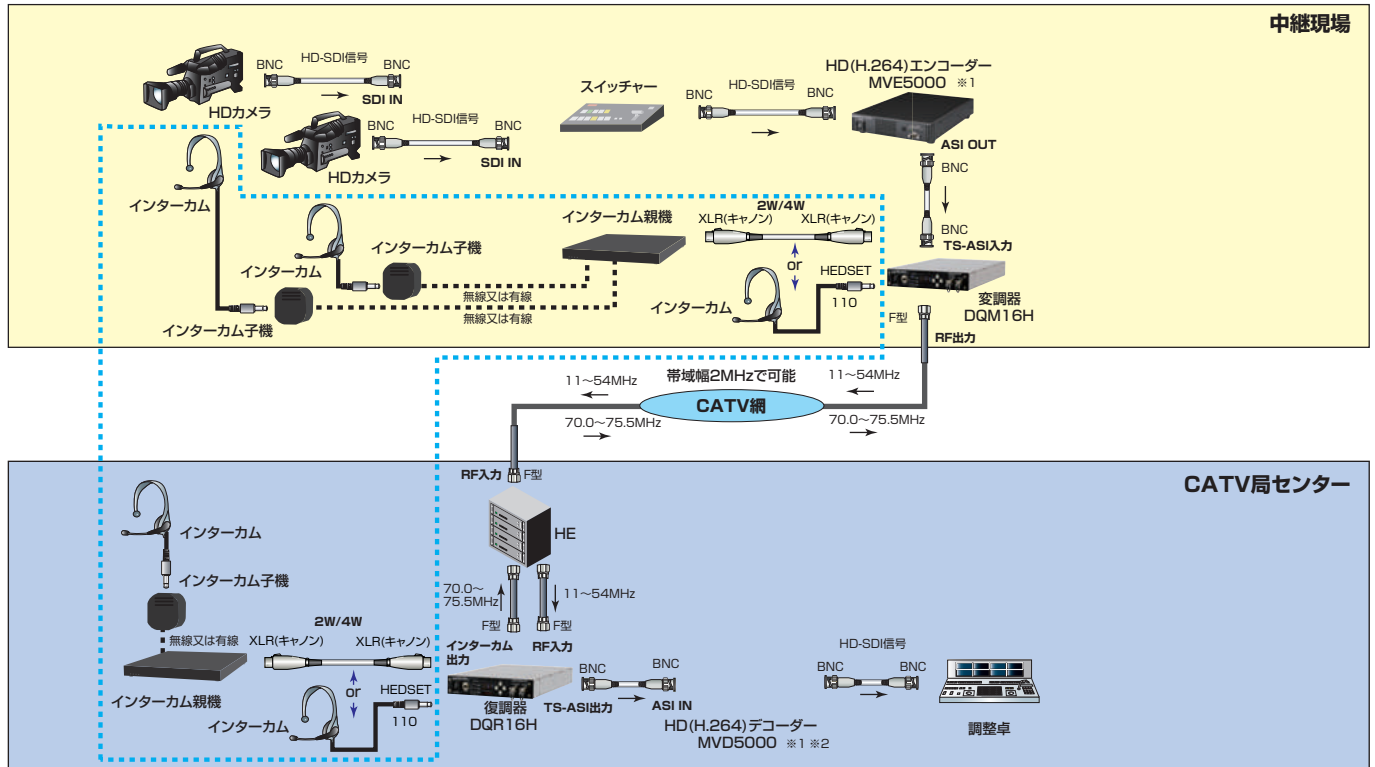 中継現場
BNC
HD-SDI信号
BNC
SDI IN
HDカメラ
BNC
HD-SDI信号
BNC
SDI IN
HDカメラ
スイッチャー
BNC
HD-SDI信号
BNC
HD(H.264)エンコーダー
MVE5000 ※1
ASI OUT
BNC
BNC
TS-ASI入力
インターカム
インターカム
インターカム子機
インターカム子機
無線又は有線
無線又は有線
インターカム親機
2W/4W
XLR(キャノン)
XLR(キャノン)
or
インターカム
HEDSET
110
変調器
DQM16H
F型
RF出力
11~54MHz
帯域幅2MHzで可能
11~54MHz
CATV網
70.0~75.5MHz
70.0~75.5MHz
CATV局センター
RF入力
F型
HE
インターカム
インターカム子機
無線又は有線
インターカム親機
2W/4W
XLR(キャノン)
XLR(キャノン)
or
インターカム
HEDSET
110
70.0~
75.5MHz
11~54MHz
F型
F型
インターカム
出力
RF入力
復調器
DQR16H
TS-ASI出力
BNC
BNC
ASI IN
HD(H.264)デコーダー
MVD5000 ※1 ※2
HD-SDI信号
BNC
BNC
調整卓